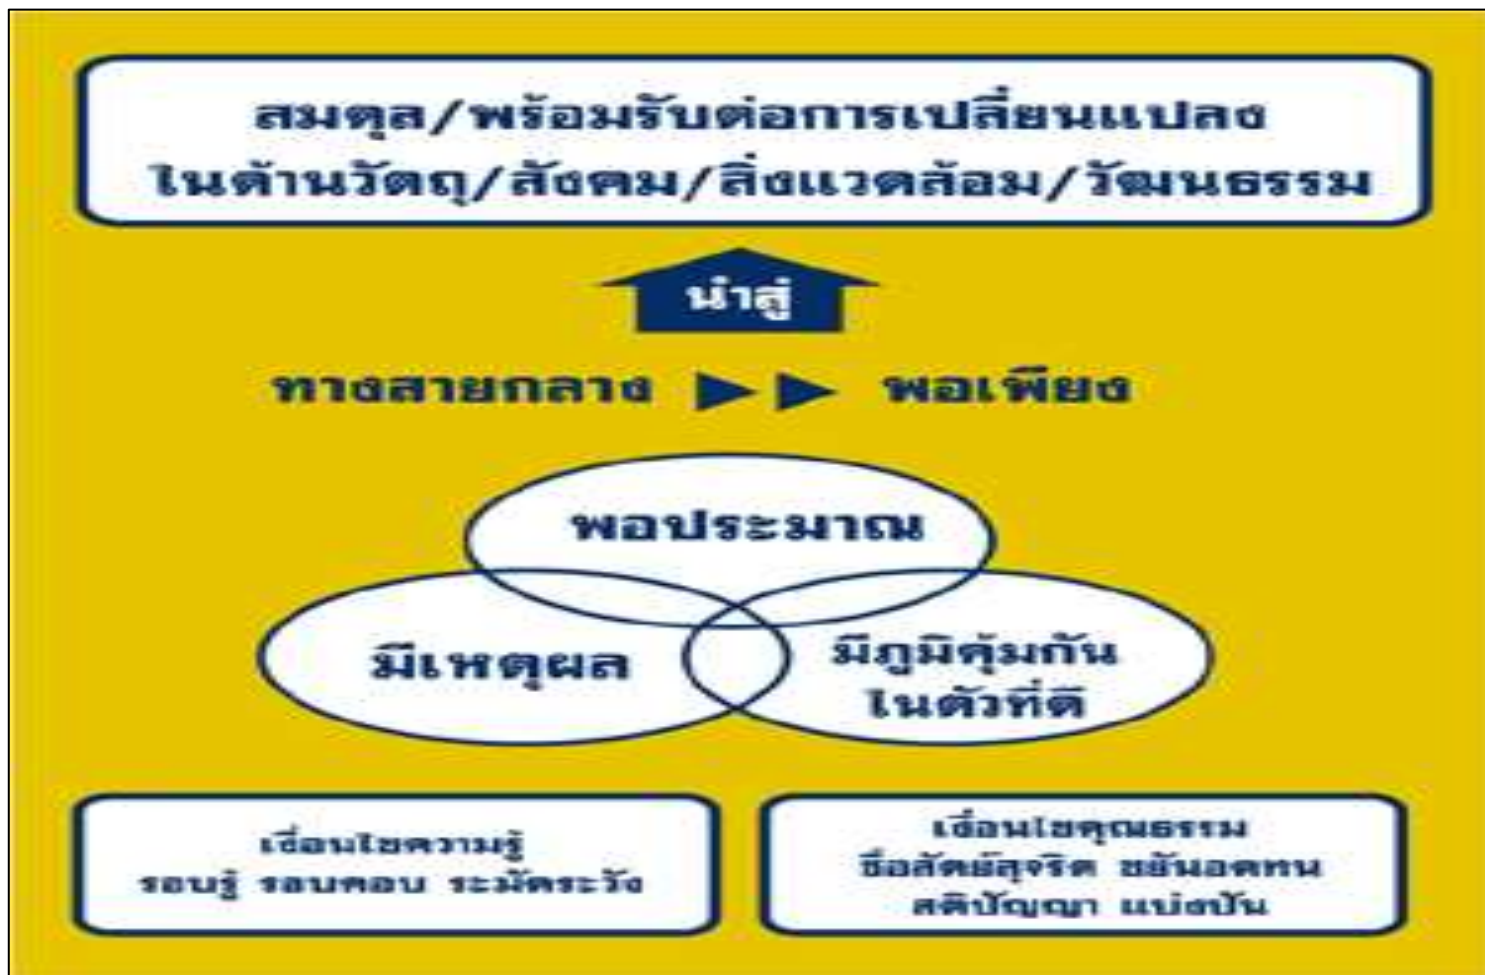 สมดุล/พร้อมรับต่อการเปลี่ยนแปลง
ในด้านวัตถุ/สังคม/สิ่งแวดล้อม/วัฒนธรรม
นำสู่
ทางสายกลาง ▶▶ พอเพียง
พอประมาณ
มีเหตุผล
มีภูมิคุ้มกัน
ในตัวที่ดี
เงื่อนไขความรู้
รอบรู้ รอบคอบ ระมัดระวัง
เงื่อนไขคุณธรรม
ซื่อสัตย์สุจริต ขยันอดทน
สติปัญญา แบ่งปัน